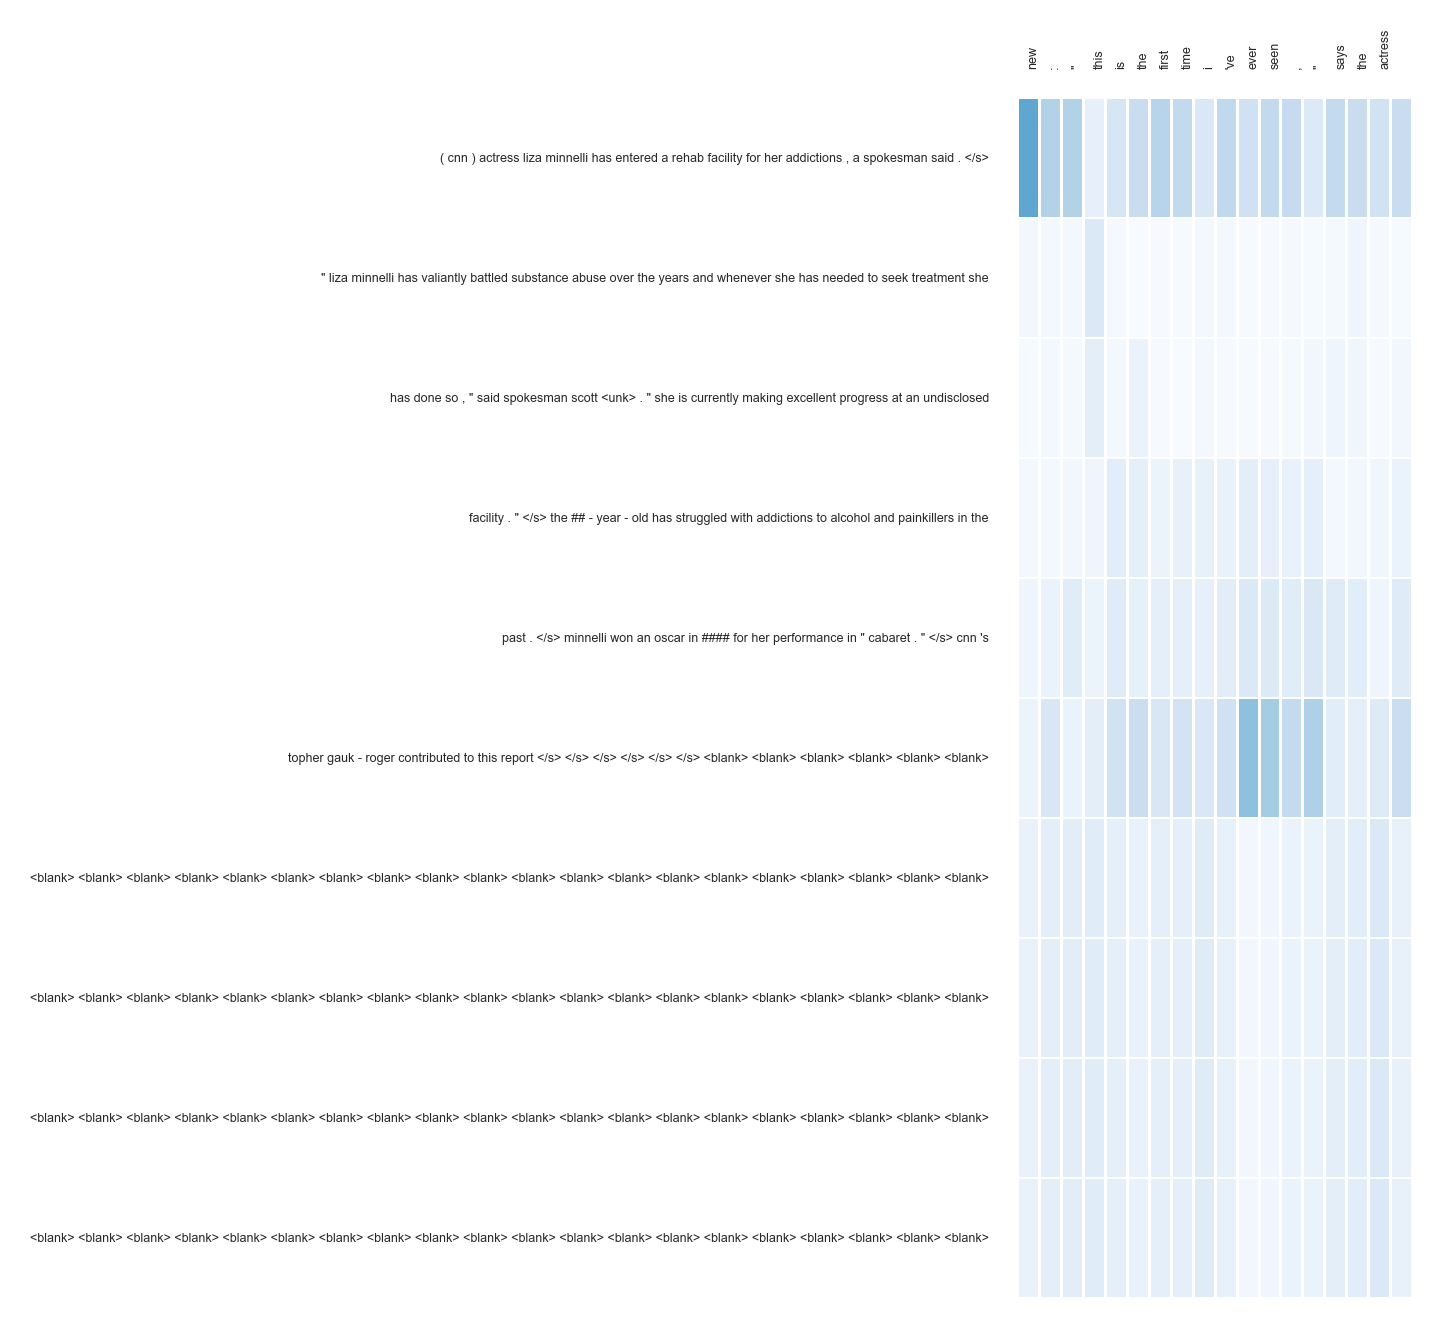 new : " this is the first time i 've ever seen , " says the actress
( cnn ) actress liza minnelli has entered a rehab facility for her addictions , a spokesman said . </s>
" liza minnelli has valiantly battled substance abuse over the years and whenever she has needed to seek treatment she
has done so , " said spokesman scott <unk> . " she is currently making excellent progress at an undisclosed
facility . " </s> the ## - year - old has struggled with addictions to alcohol and painkillers in the
past . </s> minnelli won an oscar in #### for her performance in " cabaret . " </s> cnn 's
topher gauk - roger contributed to this report </s> </s> </s> </s> </s> </s> <blank> <blank> <blank> <blank> <blank> <blank>
<blank> <blank> <blank> <blank> <blank> <blank> <blank> <blank> <blank> <blank> <blank> <blank> <blank> <blank> <blank> <blank> <blank> <blank> <blank> <blank>
<blank> <blank> <blank> <blank> <blank> <blank> <blank> <blank> <blank> <blank> <blank> <blank> <blank> <blank> <blank> <blank> <blank> <blank> <blank> <blank>
<blank> <blank> <blank> <blank> <blank> <blank> <blank> <blank> <blank> <blank> <blank> <blank> <blank> <blank> <blank> <blank> <blank> <blank> <blank> <blank>
<blank> <blank> <blank> <blank> <blank> <blank> <blank> <blank> <blank> <blank> <blank> <blank> <blank> <blank> <blank> <blank> <blank> <blank> <blank> <blank>